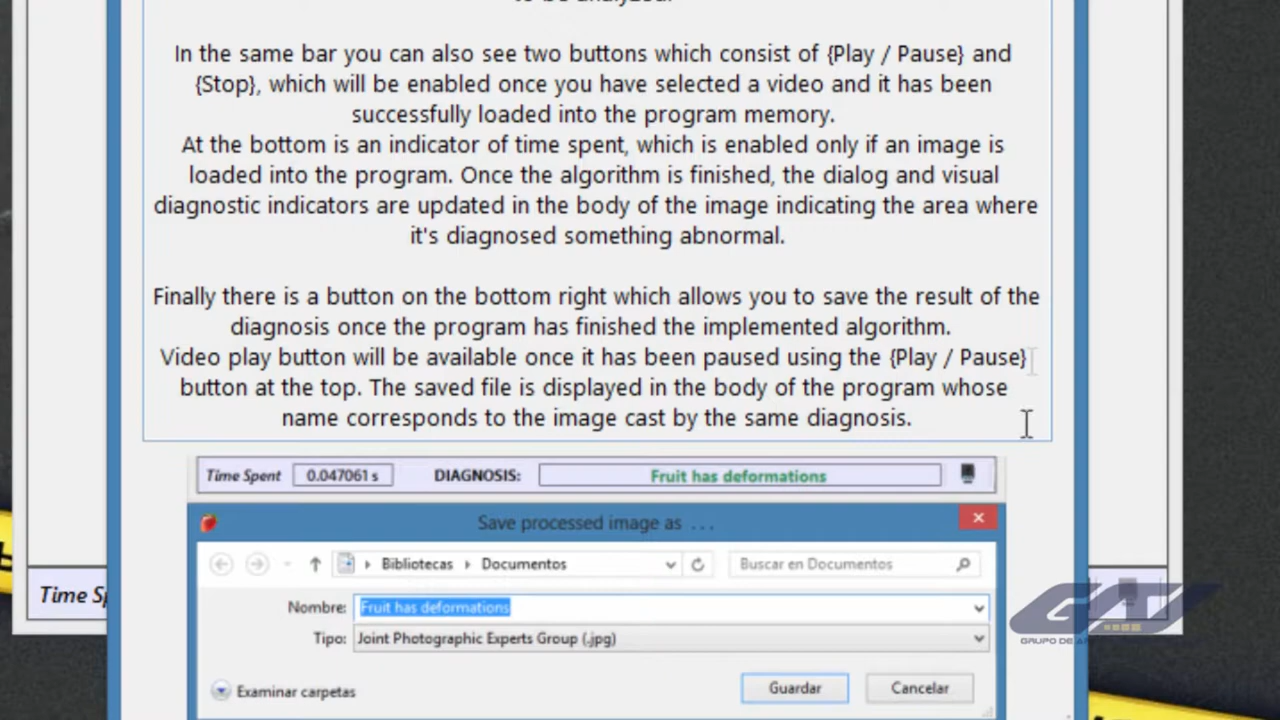 to be analyzed.
In the same bar you can also see two buttons which consist of {Play / Pause} and
{Stop}, which will be enabled once you have selected a video and it has been
successfully loaded into the program memory.
At the bottom is an indicator of time spent, which is enabled only if an image is
loaded into the program. Once the algorithm is finished, the dialog and visual
diagnostic indicators are updated in the body of the image indicating the area where
it's diagnosed something abnormal.
Finally there is a button on the bottom right which allows you to save the result of the
diagnosis once the program has finished the implemented algorithm.
Video play button will be available once it has been paused using the {Play / Pause}
button at the top. The saved file is displayed in the body of the program whose
name corresponds to the image cast by the same diagnosis.
Time Spent 0.047061 s DIAGNOSIS: Fruit has deformations
Save processed image as ...
Bibliotecas Documentos Buscar en Documentos
Nombre: Fruit has deformations
Tipo: Joint Photographic Experts Group (.jpg)
Examinar carpetas Guardar Cancelar
Time Sp
GRUPO DE